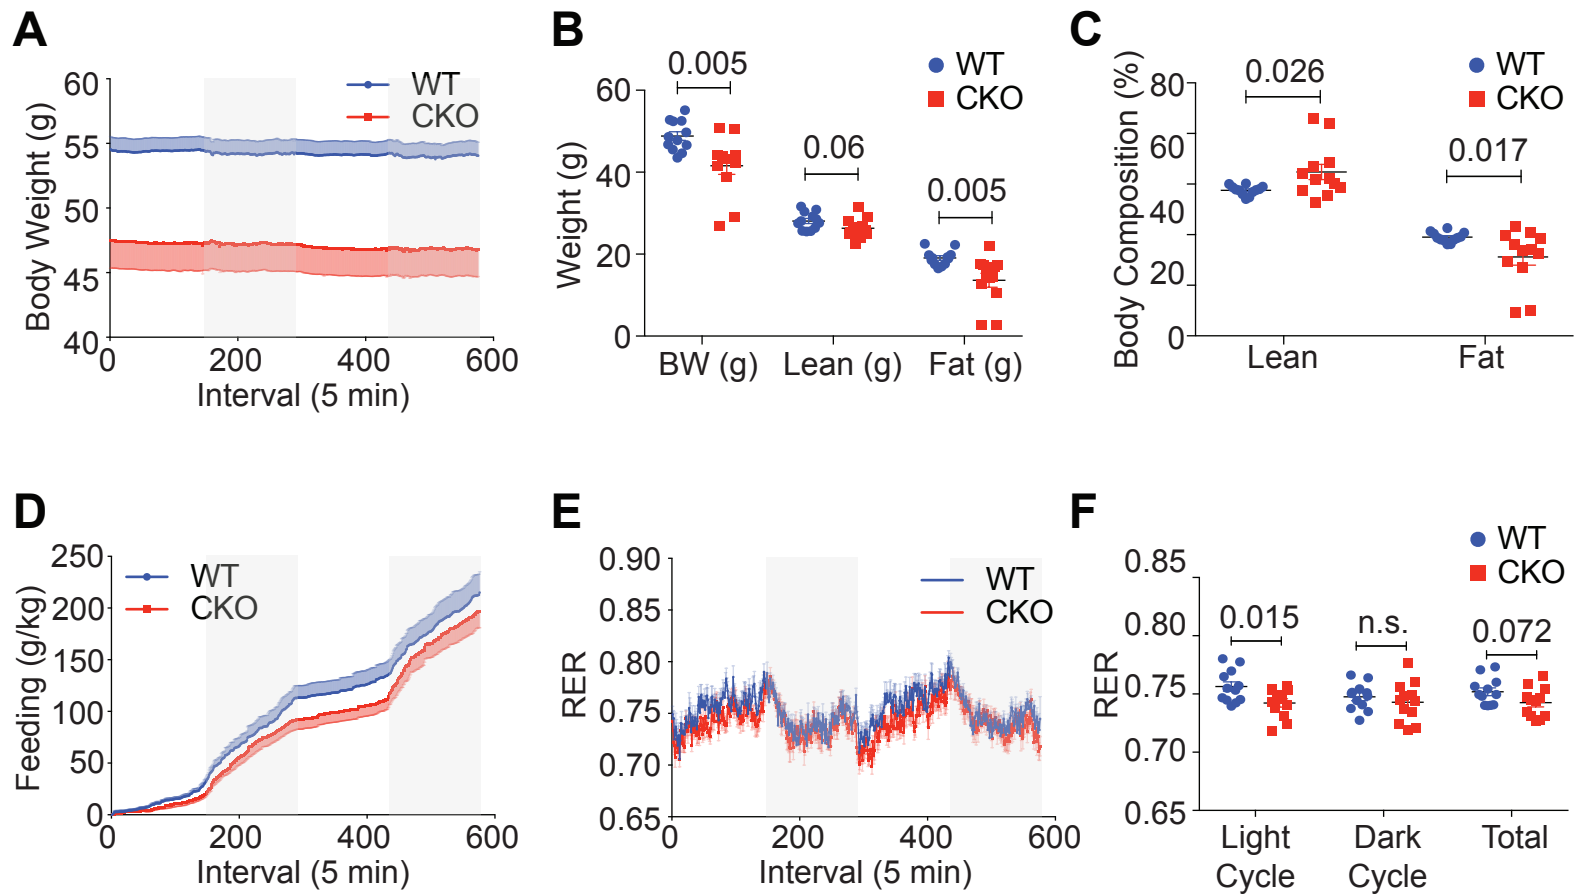 A
Body Weight (g)
60
55
50
45
40
0
200
400
600
Interval (5 min)
WT
CKO
B
Weight (g)
60
40
20
0
0.005
0.06
0.005
WT
CKO
BW (g)
Lean (g)
Fat (g)
C
Body Composition (%)
80
60
40
20
0
0.026
0.017
WT
CKO
Lean
Fat
D
Feeding (g/kg)
250
200
150
100
50
0
0
200
400
600
Interval (5 min)
WT
CKO
E
RER
0.90
0.85
0.80
0.75
0.70
0.65
0
200
400
600
Interval (5 min)
WT
CKO
F
RER
0.85
0.80
0.75
0.70
0.65
0.015
n.s.
0.072
WT
CKO
Light
Cycle
Dark
Cycle
Total